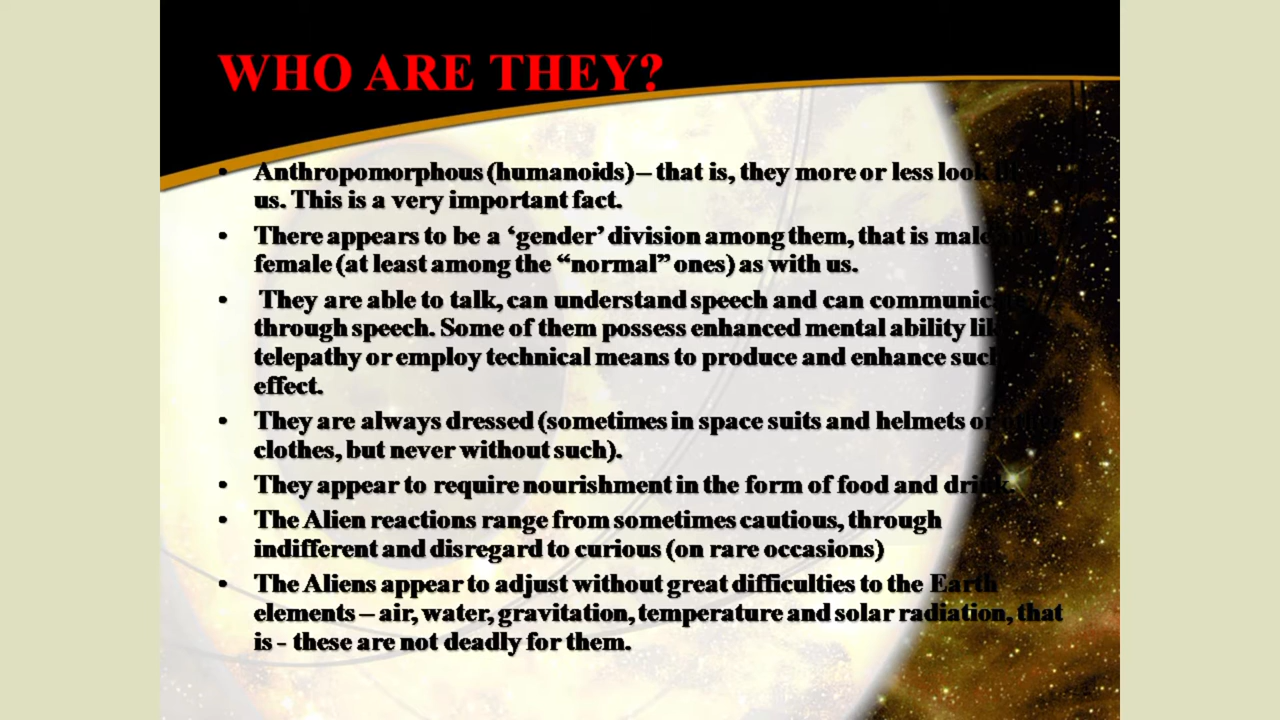 WHO ARE THEY?
• Anthropomorphous (humanoids) – that is, they more or less look like
us. This is a very important fact.
• There appears to be a ‘gender’ division among them, that is male and
female (at least among the “normal” ones) as with us.
• They are able to talk, can understand speech and can communicate
through speech. Some of them possess enhanced mental ability like
telepathy or employ technical means to produce and enhance such
effect.
• They are always dressed (sometimes in space suits and helmets or other
clothes, but never without such).
• They appear to require nourishment in the form of food and drink.
• The Alien reactions range from sometimes cautious, through
indifferent and disregard to curious (on rare occasions)
• The Aliens appear to adjust without great difficulties to the Earth
elements – air, water, gravitation, temperature and solar radiation, that
is - these are not deadly for them.